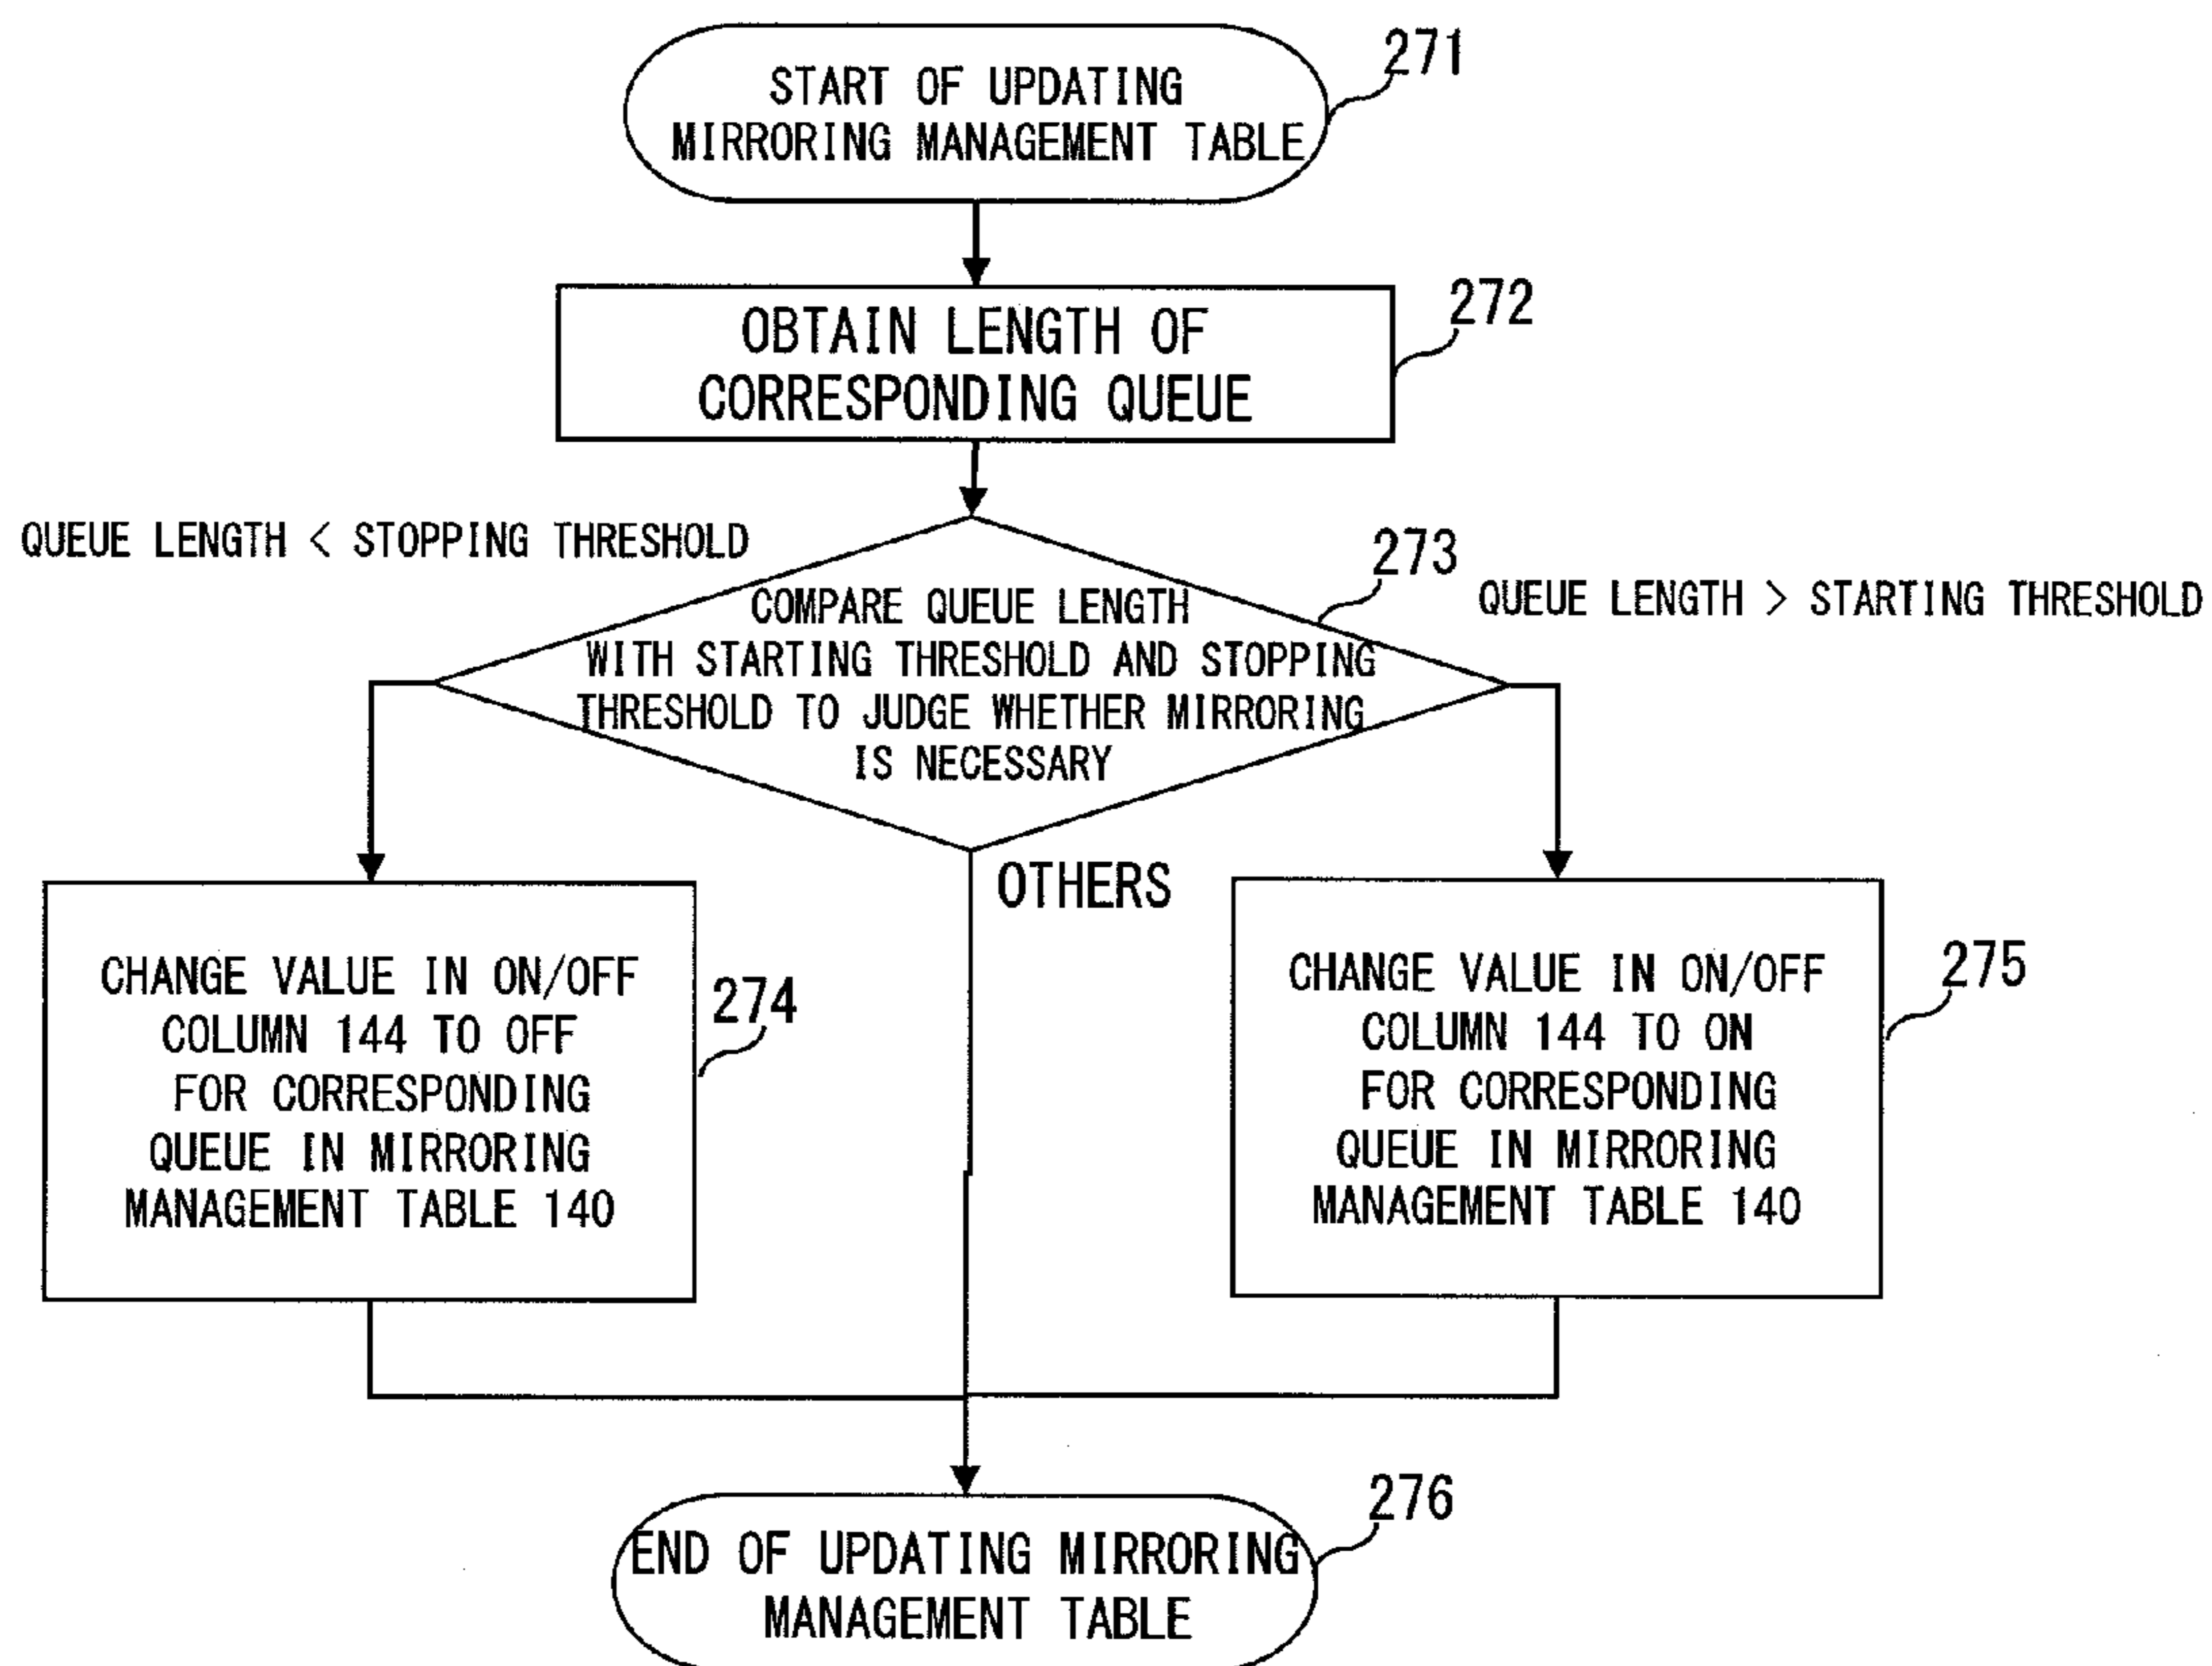 START OF UPDATING
MIRRORING MANAGEMENT TABLE
271
OBTAIN LENGTH OF
CORRESPONDING QUEUE
272
QUEUE LENGTH < STOPPING THRESHOLD
273
QUEUE LENGTH > STARTING THRESHOLD
COMPARE QUEUE LENGTH
WITH STARTING THRESHOLD AND STOPPING
THRESHOLD TO JUDGE WHETHER MIRRORING
IS NECESSARY
OTHERS
CHANGE VALUE IN ON/OFF
COLUMN 144 TO OFF
FOR CORRESPONDING
QUEUE IN MIRRORING
MANAGEMENT TABLE 140
274
CHANGE VALUE IN ON/OFF
COLUMN 144 TO ON
FOR CORRESPONDING
QUEUE IN MIRRORING
MANAGEMENT TABLE 140
275
END OF UPDATING MIRRORING
MANAGEMENT TABLE
276